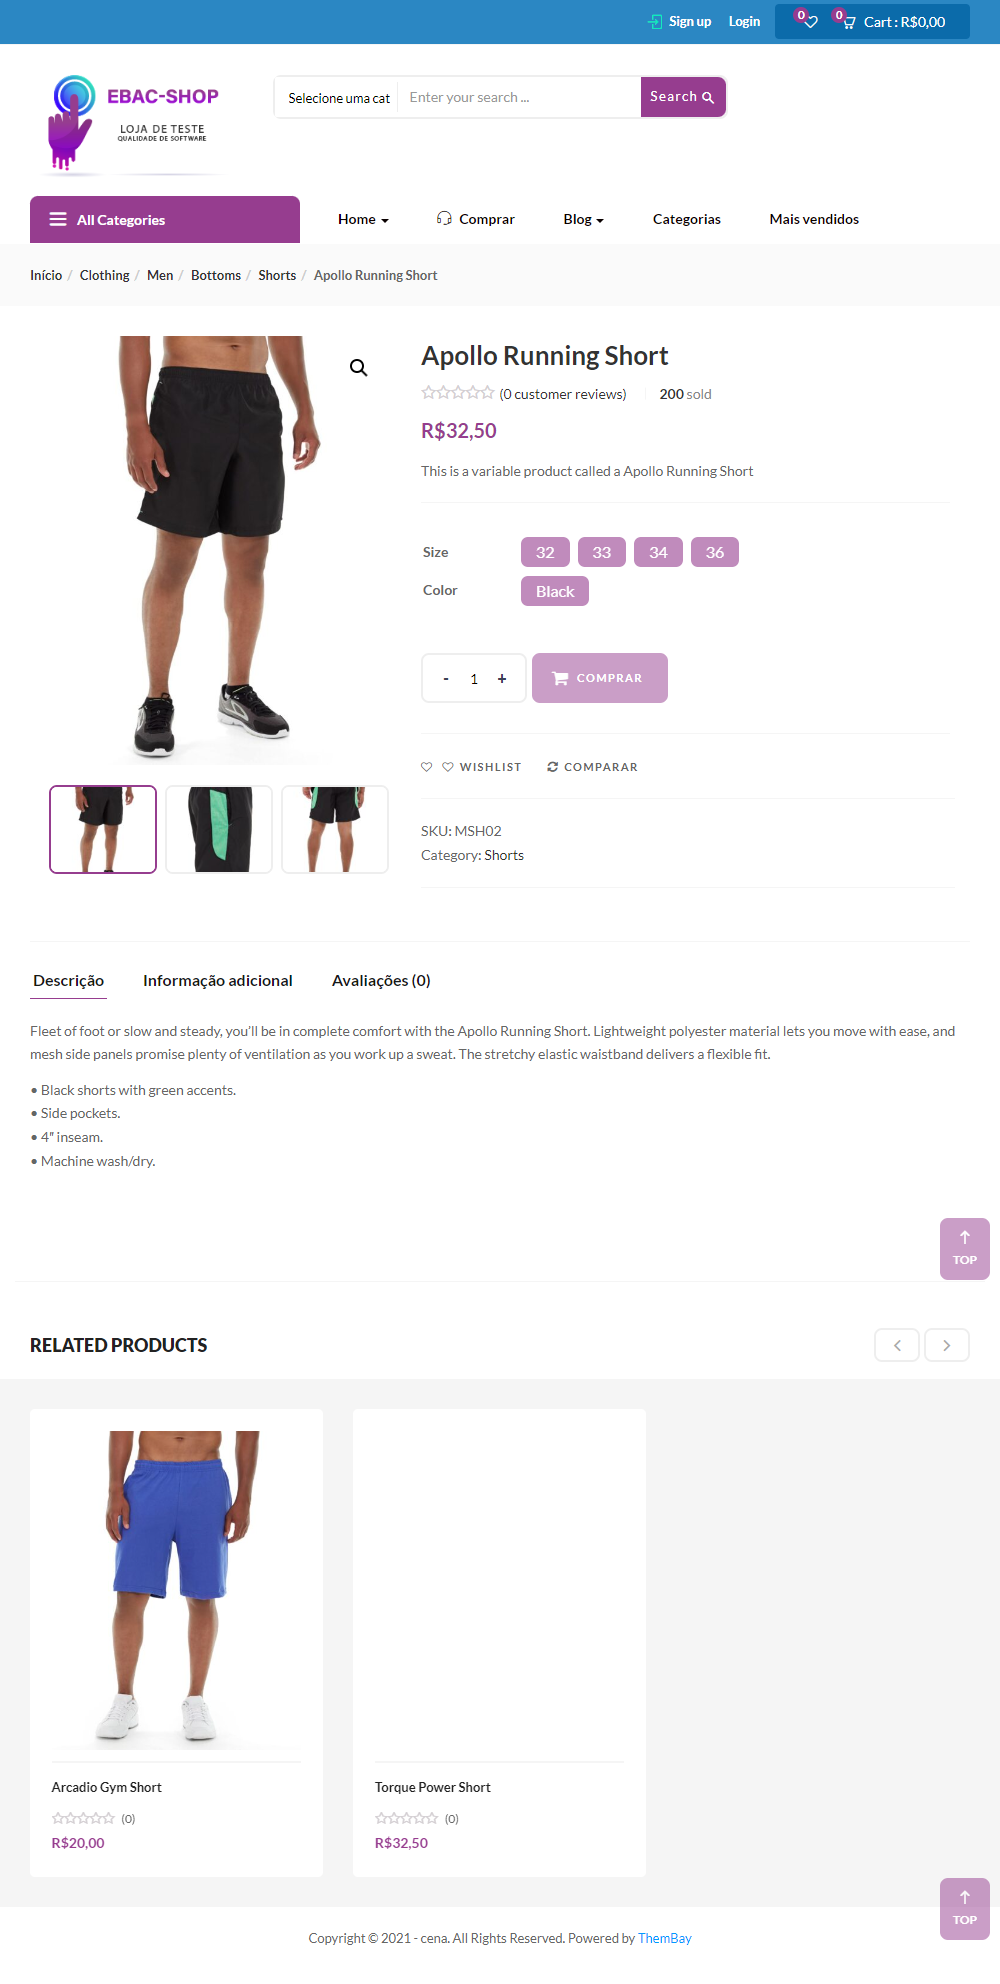 Sign up Login 0 0 Cart : R$0,00
EBAC-SHOP
LOJA DE TESTE
QUALIDADE DE SOFTWARE
Selecione uma cat Enter your search ... Search
All Categories Home Comprar Blog Categorias Mais vendidos
Início / Clothing / Men / Bottoms / Shorts / Apollo Running Short
Apollo Running Short
(0 customer reviews) 200 sold
R$32,50
This is a variable product called a Apollo Running Short
Size 32 33 34 36
Color Black
- 1 + COMPRAR
WISHLIST COMPARAR
SKU: MSH02
Category: Shorts
Descrição Informação adicional Avaliações (0)
Fleet of foot or slow and steady, you’ll be in complete comfort with the Apollo Running Short. Lightweight polyester material lets you move with ease, and
mesh side panels promise plenty of ventilation as you work up a sweat. The stretchy elastic waistband delivers a flexible fit.
• Black shorts with green accents.
• Side pockets.
• 4″ inseam.
• Machine wash/dry.
TOP
RELATED PRODUCTS
Arcadio Gym Short
(0)
R$20,00
Torque Power Short
(0)
R$32,50
TOP
Copyright © 2021 - cena. All Rights Reserved. Powered by ThemBay